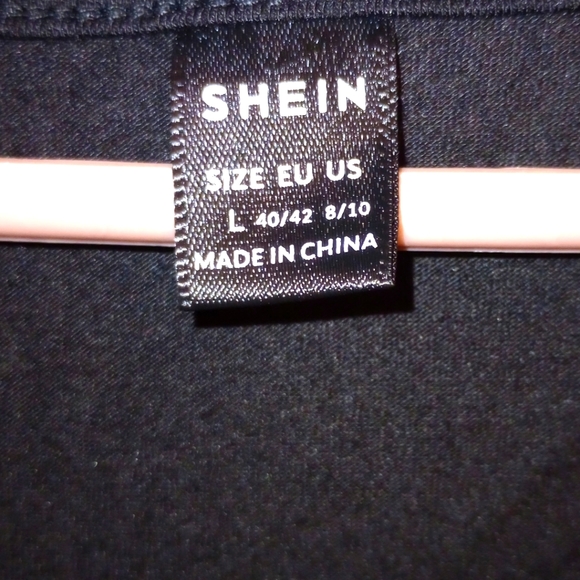 SHEIN
SIZE EU US
L 40/42 8/10
MADE IN CHINA